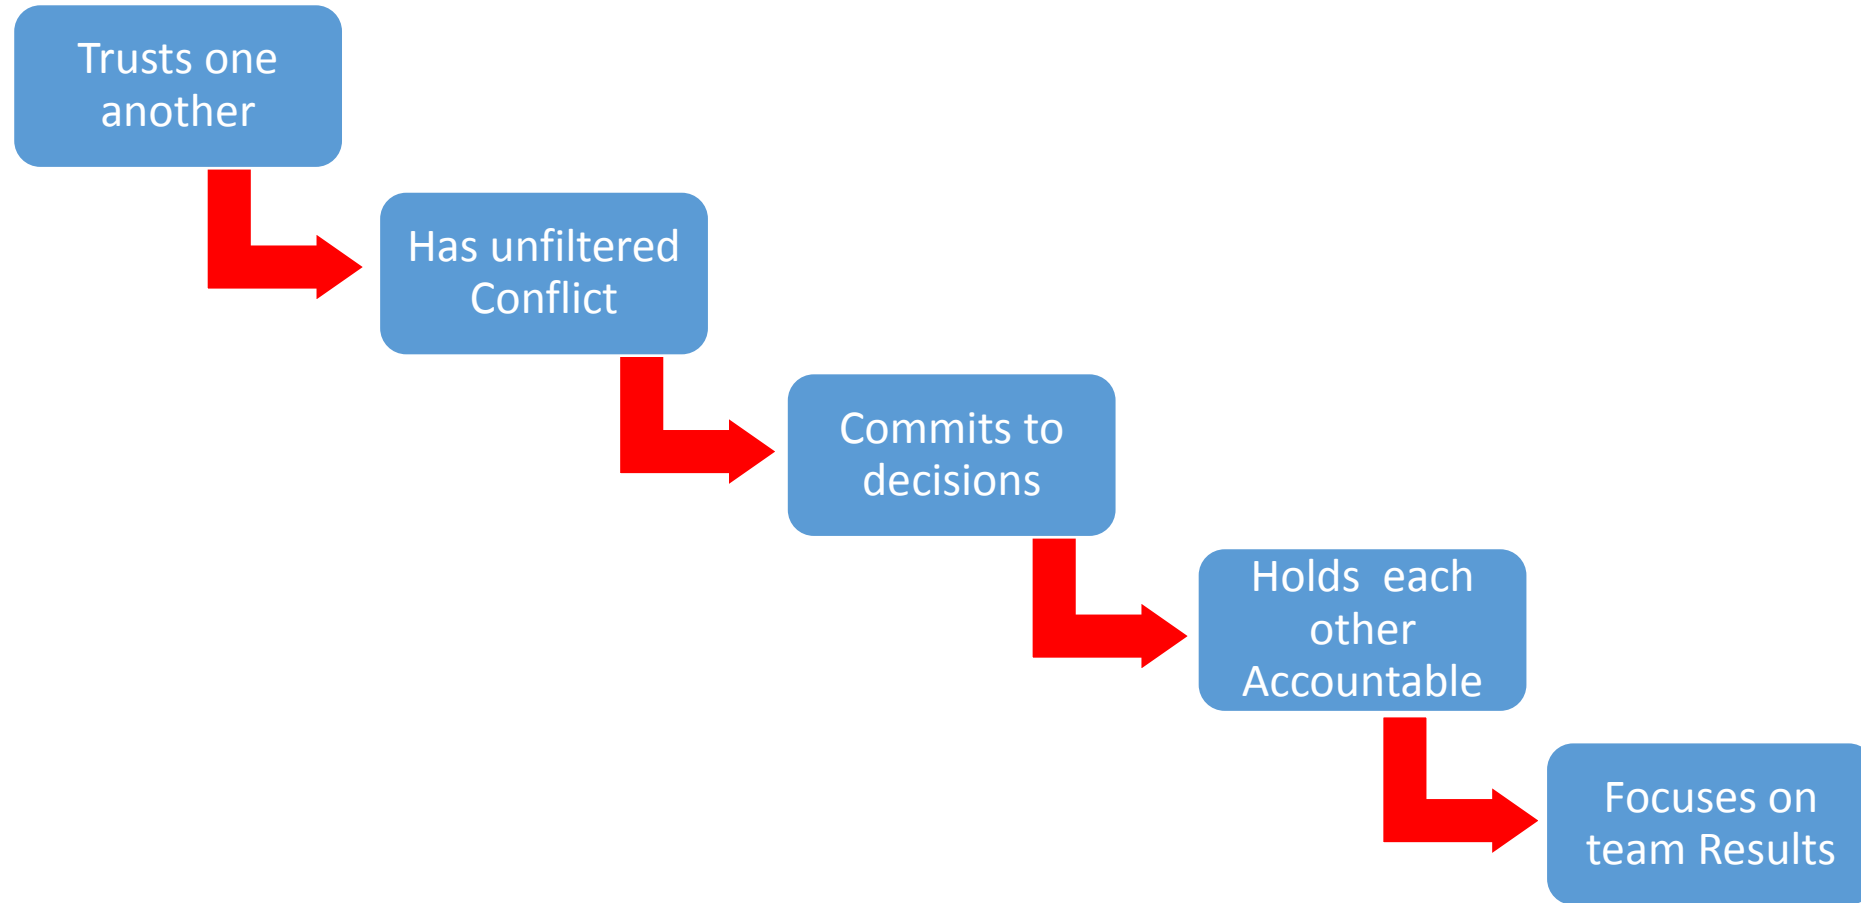 Trusts one
another
Has unfiltered
Conflict
Commits to
decisions
Holds  each
other
Accountable
Focuses on
team Results